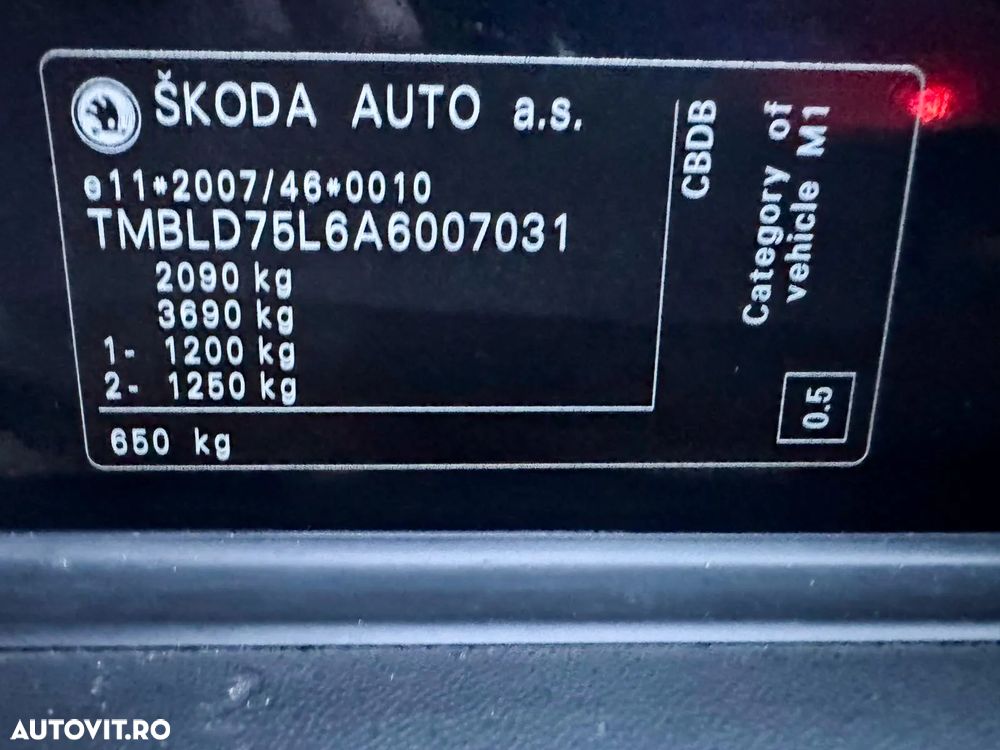 ŠKODA AUTO a.s.
e11*2007/46*0010
TMBLD75L6A6007031
2090 kg
3690 kg
1- 1200 kg
2- 1250 kg
650 kg
CBDB
Category of
vehicle M1
0.5
AUTOVIT.RO